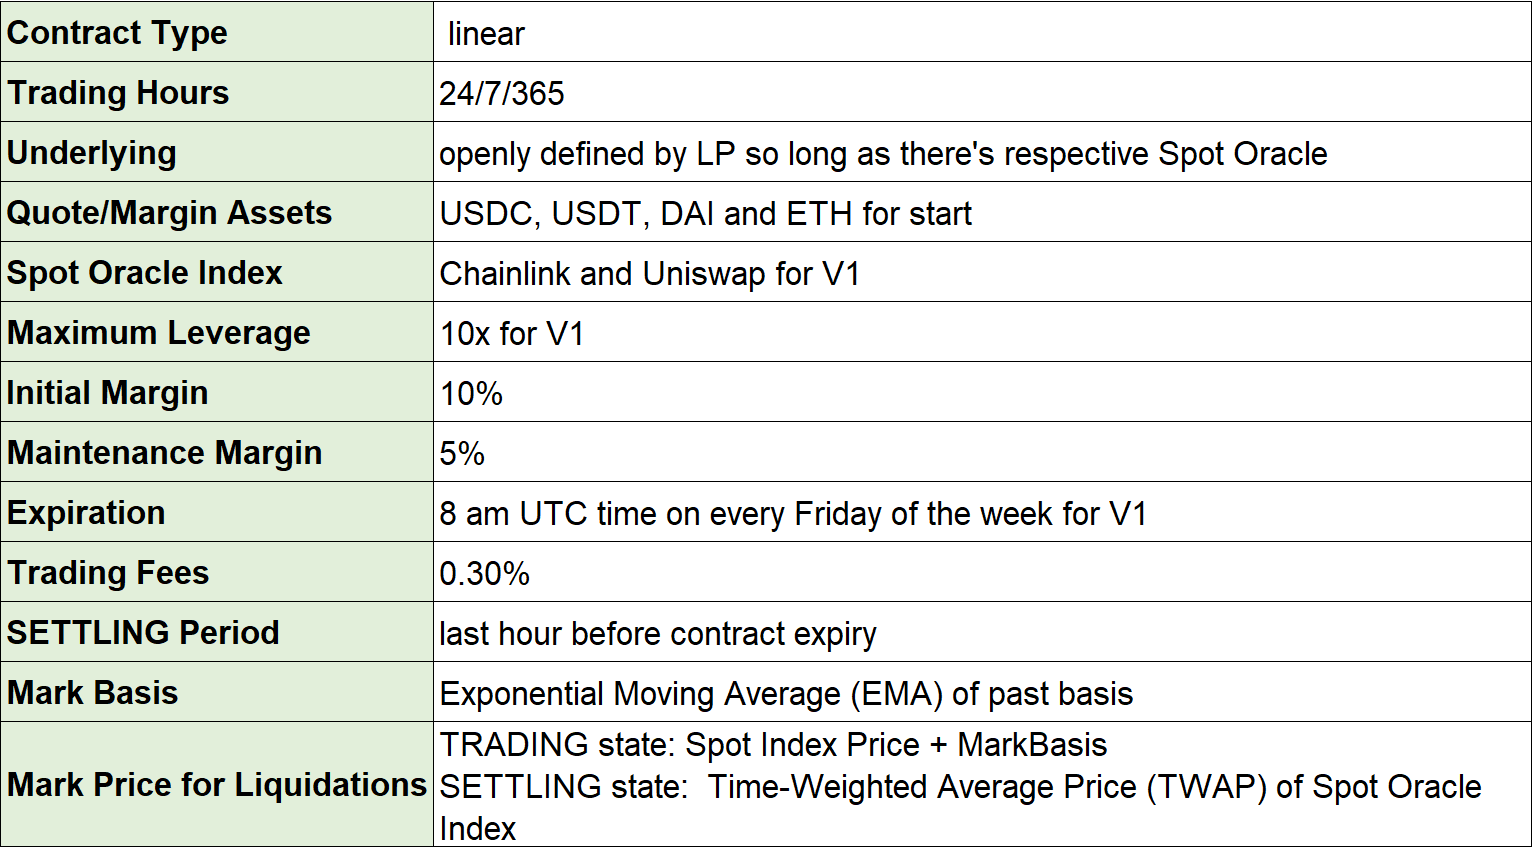 Contract Type linear
Trading Hours 24/7/365
Underlying openly defined by LP so long as there's respective Spot Oracle
Quote/Margin Assets USDC, USDT, DAI and ETH for start
Spot Oracle Index Chainlink and Uniswap for V1
Maximum Leverage 10x for V1
Initial Margin 10%
Maintenance Margin 5%
Expiration 8 am UTC time on every Friday of the week for V1
Trading Fees 0.30%
SETTLING Period last hour before contract expiry
Mark Basis Exponential Moving Average (EMA) of past basis
Mark Price for Liquidations TRADING state: Spot Index Price + MarkBasis
SETTLING state:  Time-Weighted Average Price (TWAP) of Spot Oracle
Index